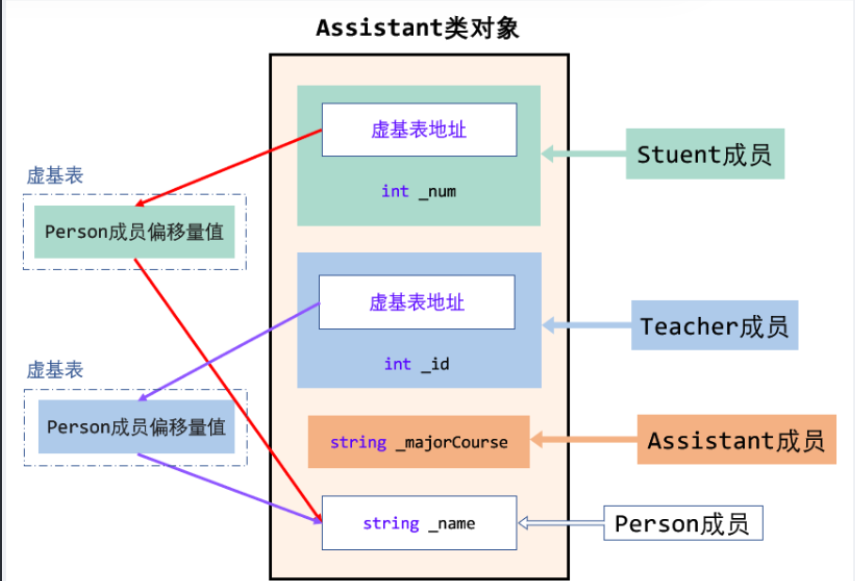 Assistant类对象
虚基表地址
Stuent成员
int _num
虚基表
Person成员偏移量值
虚基表地址
Teacher成员
int _id
虚基表
Person成员偏移量值
string _majorCourse
Assistant成员
string _name
Person成员